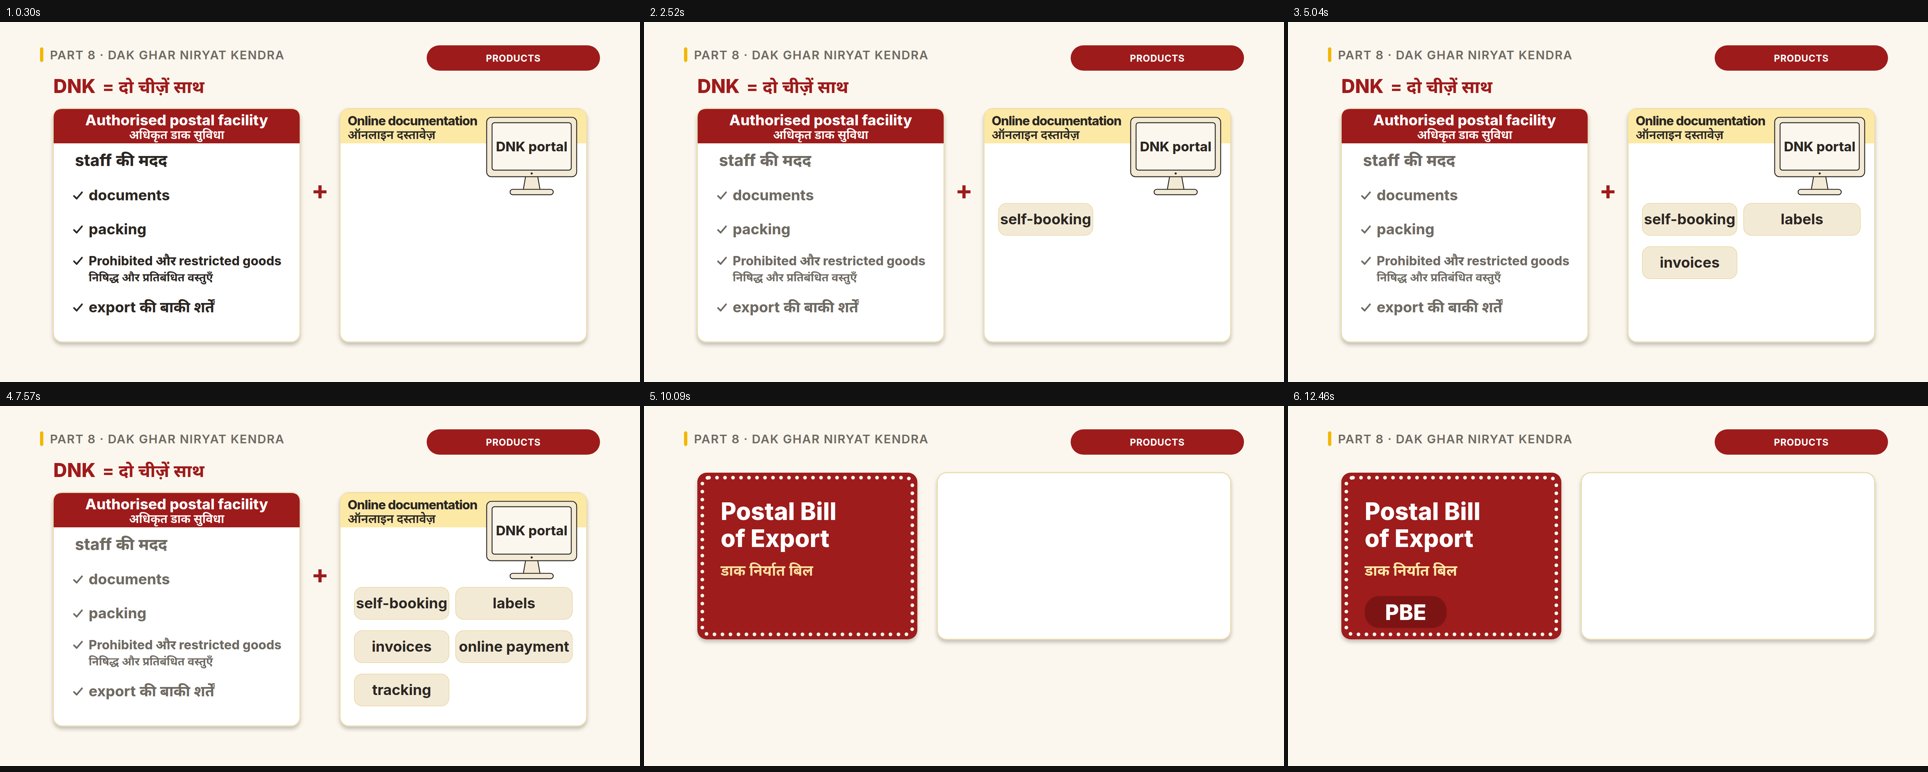 1. 0.30s
PART 8 · DAK GHAR NIRYAT KENDRA
PRODUCTS
DNK = दो चीज़ें साथ
Authorised postal facility
अधिकृत डाक सुविधा
staff की मदद
✓ documents
✓ packing
✓ Prohibited और restricted goods
निषिद्ध और प्रतिबंधित वस्तुएँ
✓ export की बाकी शर्तें
+
Online documentation
ऑनलाइन दस्तावेज़
DNK portal
2. 2.52s
PART 8 · DAK GHAR NIRYAT KENDRA
PRODUCTS
DNK = दो चीज़ें साथ
Authorised postal facility
अधिकृत डाक सुविधा
staff की मदद
✓ documents
✓ packing
✓ Prohibited और restricted goods
निषिद्ध और प्रतिबंधित वस्तुएँ
✓ export की बाकी शर्तें
+
Online documentation
ऑनलाइन दस्तावेज़
DNK portal
self-booking
3. 5.04s
PART 8 · DAK GHAR NIRYAT KENDRA
PRODUCTS
DNK = दो चीज़ें साथ
Authorised postal facility
अधिकृत डाक सुविधा
staff की मदद
✓ documents
✓ packing
✓ Prohibited और restricted goods
निषिद्ध और प्रतिबंधित वस्तुएँ
✓ export की बाकी शर्तें
+
Online documentation
ऑनलाइन दस्तावेज़
DNK portal
self-booking labels
invoices
4. 7.57s
PART 8 · DAK GHAR NIRYAT KENDRA
PRODUCTS
DNK = दो चीज़ें साथ
Authorised postal facility
अधिकृत डाक सुविधा
staff की मदद
✓ documents
✓ packing
✓ Prohibited और restricted goods
निषिद्ध और प्रतिबंधित वस्तुएँ
✓ export की बाकी शर्तें
+
Online documentation
ऑनलाइन दस्तावेज़
DNK portal
self-booking labels
invoices online payment
tracking
5. 10.09s
PART 8 · DAK GHAR NIRYAT KENDRA
PRODUCTS
Postal Bill
of Export
डाक निर्यात बिल
6. 12.46s
PART 8 · DAK GHAR NIRYAT KENDRA
PRODUCTS
Postal Bill
of Export
डाक निर्यात बिल
PBE